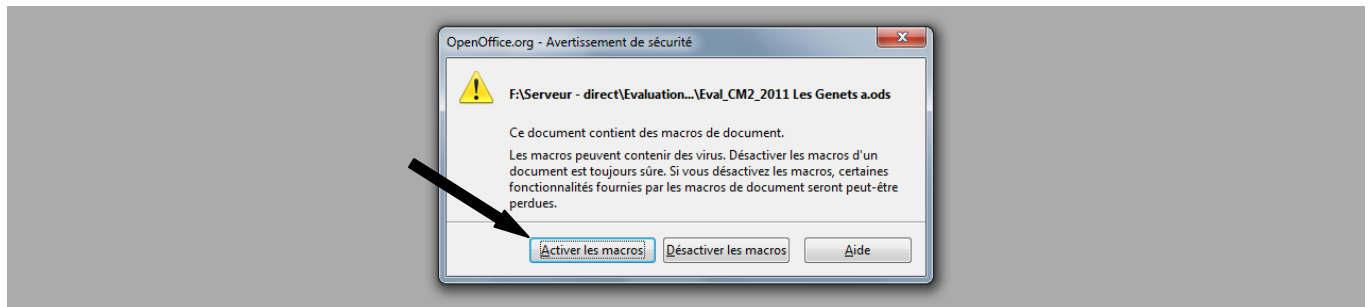 OpenOffice.org - Avertissement de sécurité
F:\Serveur - direct\Evaluation...\Eval_CM2_2011 Les Genets a.ods
Ce document contient des macros de document.
Les macros peuvent contenir des virus. Désactiver les macros d'un
document est toujours sûre. Si vous désactivez les macros, certaines
fonctionnalités fournies par les macros de document seront peut-être
perdues.
Activer les macros Désactiver les macros Aide